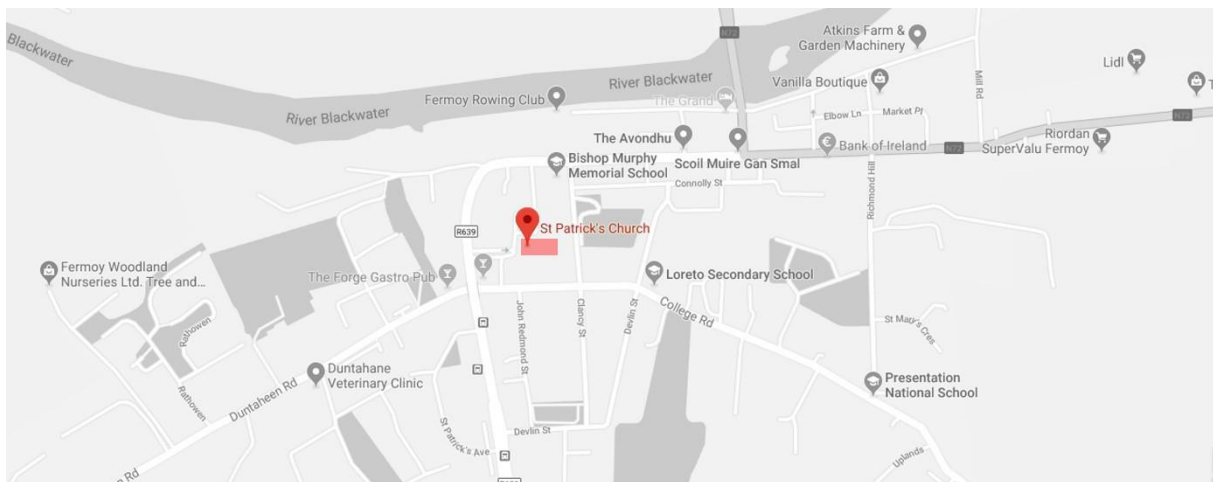 N72
Atkins Farm &
Garden Machinery
Blackwater
River Blackwater
Lidl
Vanilla Boutique
Mill Rd
T
Fermoy Rowing Club
The Grand
River Blackwater
Elbow Ln
Market Pl
N72
The Avondhu
Scoil Muire Gan Smal
Bank of Ireland
N72
Riordan
SuperValu Fermoy
Bishop Murphy
Memorial School
Connolly St
Richmond Hill
St Patrick's Church
R639
Fermoy Woodland
Nurseries Ltd. Tree and...
The Forge Gastro Pub
Loreto Secondary School
John Redmond St
Clancy St
Devlin St
College Rd
St Mary's Cres
Rathowen
Duntahane
Veterinary Clinic
Presentation
National School
Rathowen
Duntaheen Rd
St Patrick's Ave
Devlin St
Uplands
een Rd